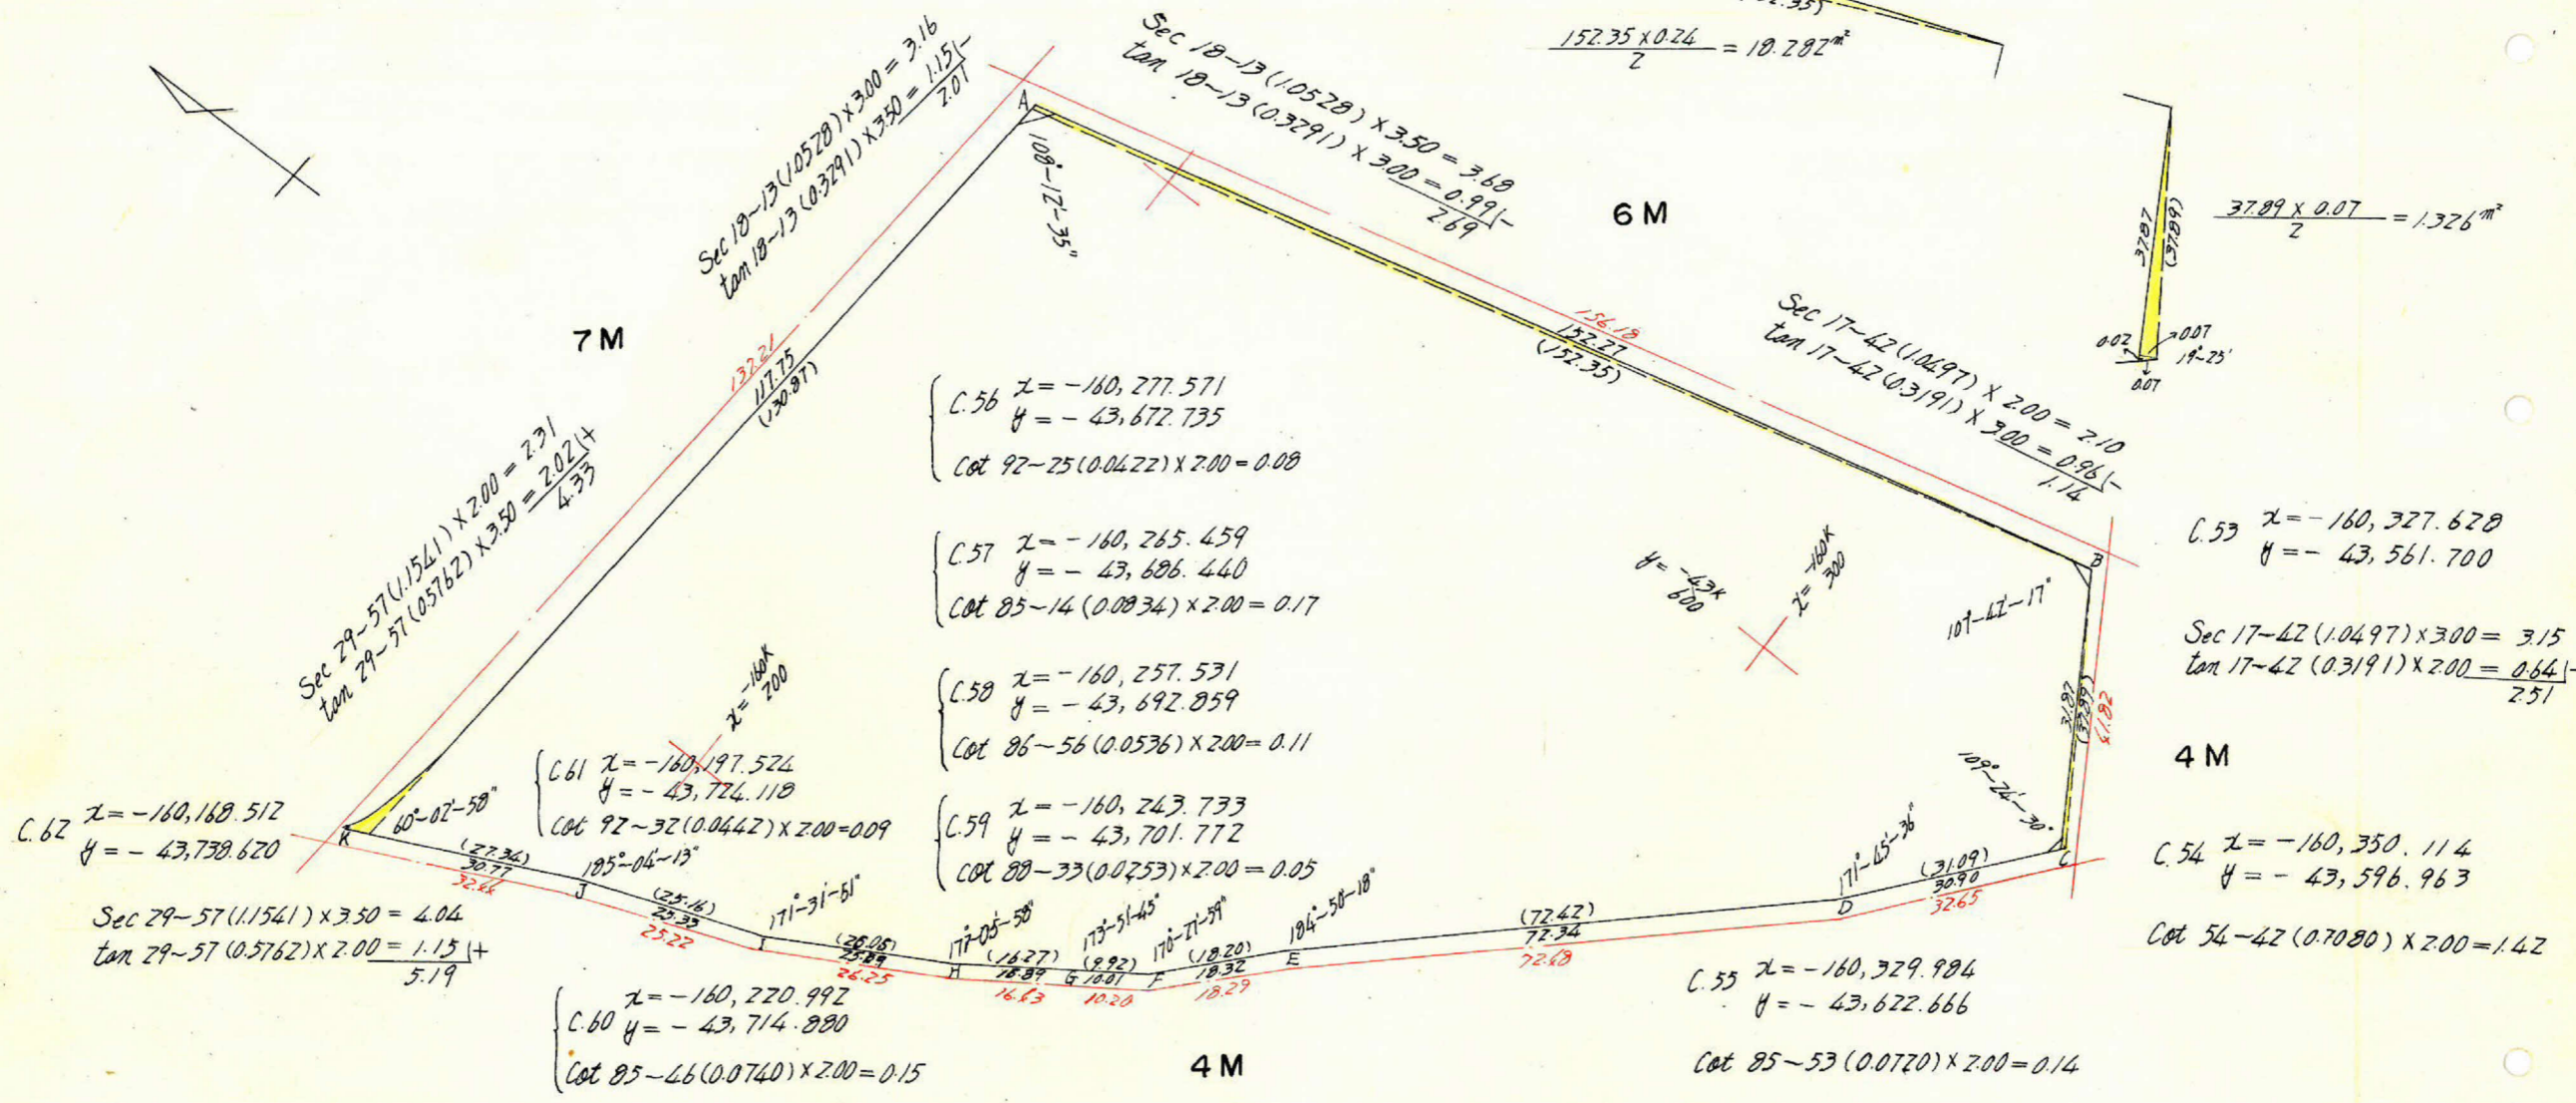 152.35 x 0.24 / 2 = 18.282 m²
Sec 18-13 (1.0528) x 3.00 = 3.16
tan 18-13 (0.3291) x 3.50 = 1.15 (-
2.01
Sec 18-13 (1.0528) x 3.50 = 3.68
tan 18-13 (0.3291) x 3.00 = 0.99 (-
2.69
A
108°-12'-35"
6 M
37.87
(37.89)
37.89 x 0.07 / 2 = 1.326 m²
0.02
0.07
19°-25'
0.07
7 M
132.21
117.75
(130.87)
156.18
152.27
(152.35)
Sec 17-42 (1.0497) x 2.00 = 2.10
tan 17-42 (0.3191) x 3.00 = 0.96 (-
1.14
C.56 x = -160,277.571
y = - 43,672.735
Cot 92-25 (0.0422) x 2.00 = 0.08
C.57 x = -160,265.459
y = - 43,686.440
Cot 85-14 (0.0834) x 2.00 = 0.17
C.58 x = -160,257.531
y = - 43,692.859
Cot 86-56 (0.0536) x 2.00 = 0.11
C.59 x = -160,243.733
y = - 43,701.772
Cot 88-33 (0.0253) x 2.00 = 0.05
Sec 29-57 (1.1541) x 2.00 = 2.31
tan 29-57 (0.5762) x 3.50 = 2.02 (+
4.33
y = -43K 600
x = -160K 300
B
107°-42'-17"
C.53 x = -160,327.628
y = - 43,561.700
Sec 17-42 (1.0497) x 3.00 = 3.15
tan 17-42 (0.3191) x 2.00 = 0.64 (-
2.51
31.87
(37.89)
41.82
4 M
x = -160K 200
C.61 x = -160,197.524
y = - 43,724.118
Cot 92-32 (0.0442) x 2.00 = 0.09
C.62 x = -160,168.512
y = - 43,738.620
K
60°-02'-58"
Sec 29-57 (1.1541) x 3.50 = 4.04
tan 29-57 (0.5762) x 2.00 = 1.15 (+
5.19
(27.34)
30.77
185°-04'-13"
J
(25.16)
25.33
25.22
171°-31'-51"
I
(26.05)
25.89
26.25
177°-05'-58"
H
(16.27)
16.89
16.63
173°-51'-45"
G
(9.92)
10.07
10.20
170°-27'-59"
F
(18.20)
18.32
18.29
184°-50'-18"
E
(72.42)
72.34
72.68
171°-45'-36"
D
(31.09)
30.90
32.65
109°-24'-30"
C
C.54 x = -160,350.114
y = - 43,596.963
Cot 54-42 (0.7080) x 2.00 = 1.42
C.55 x = -160,329.984
y = - 43,622.666
Cot 85-53 (0.0720) x 2.00 = 0.14
C.60 x = -160,220.992
y = - 43,714.880
Cot 85-46 (0.0740) x 2.00 = 0.15
4 M